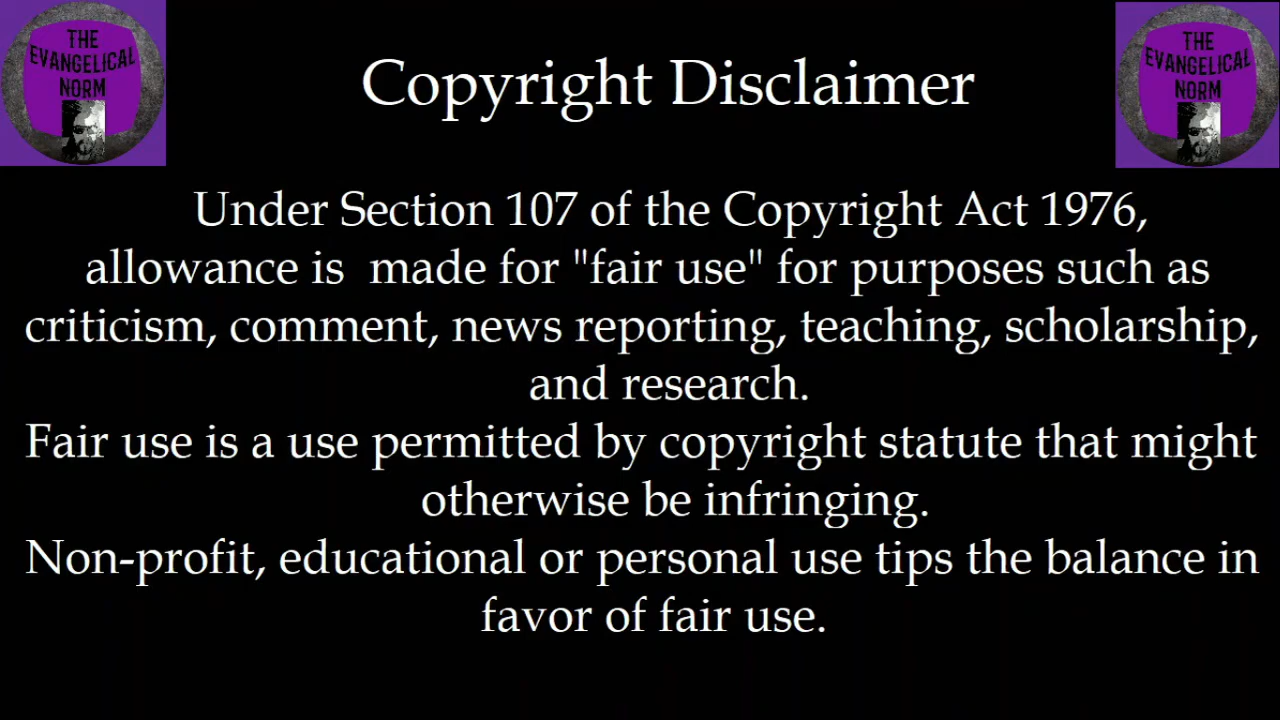 THE
EVANGELICAL
NORM
THE
EVANGELICAL
NORM
Copyright Disclaimer
Under Section 107 of the Copyright Act 1976,
allowance is  made for "fair use" for purposes such as
criticism, comment, news reporting, teaching, scholarship,
and research.
Fair use is a use permitted by copyright statute that might
otherwise be infringing.
Non-profit, educational or personal use tips the balance in
favor of fair use.